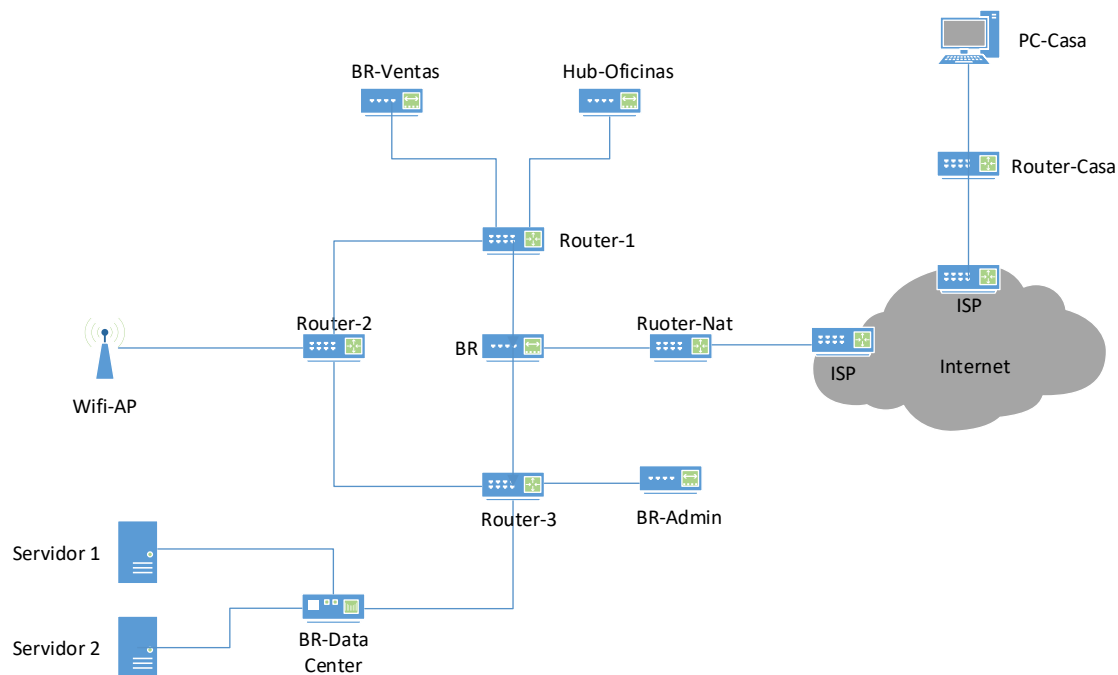 PC-Casa
BR-Ventas
Hub-Oficinas
Router-Casa
Router-1
ISP
Router-2
Ruoter-Nat
BR
ISP
Internet
Wifi-AP
Router-3
BR-Admin
Servidor 1
Servidor 2
BR-Data
Center